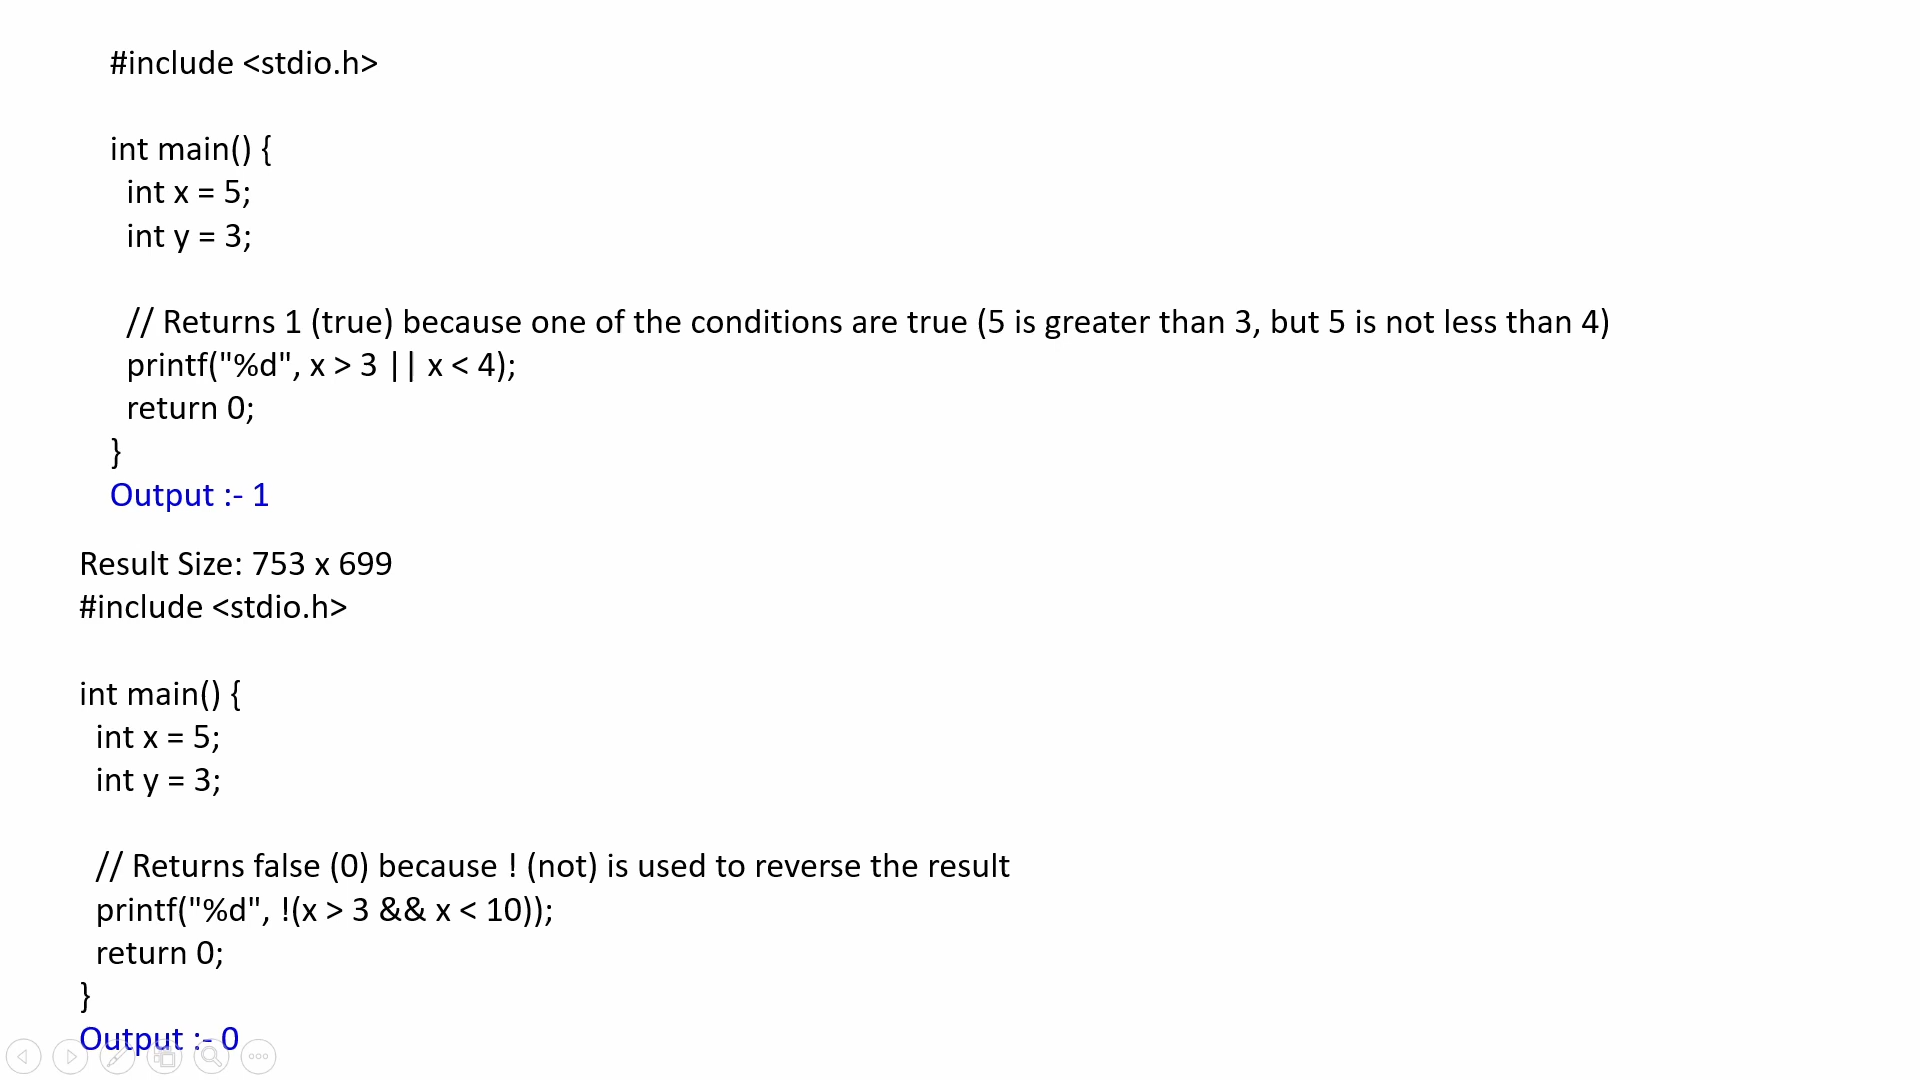 #include <stdio.h>
int main() {
int x = 5;
int y = 3;
// Returns 1 (true) because one of the conditions are true (5 is greater than 3, but 5 is not less than 4)
printf("%d", x > 3 || x < 4);
return 0;
}
Output :- 1
Result Size: 753 x 699
#include <stdio.h>
int main() {
int x = 5;
int y = 3;
// Returns false (0) because ! (not) is used to reverse the result
printf("%d", !(x > 3 && x < 10));
return 0;
}
Output :- 0